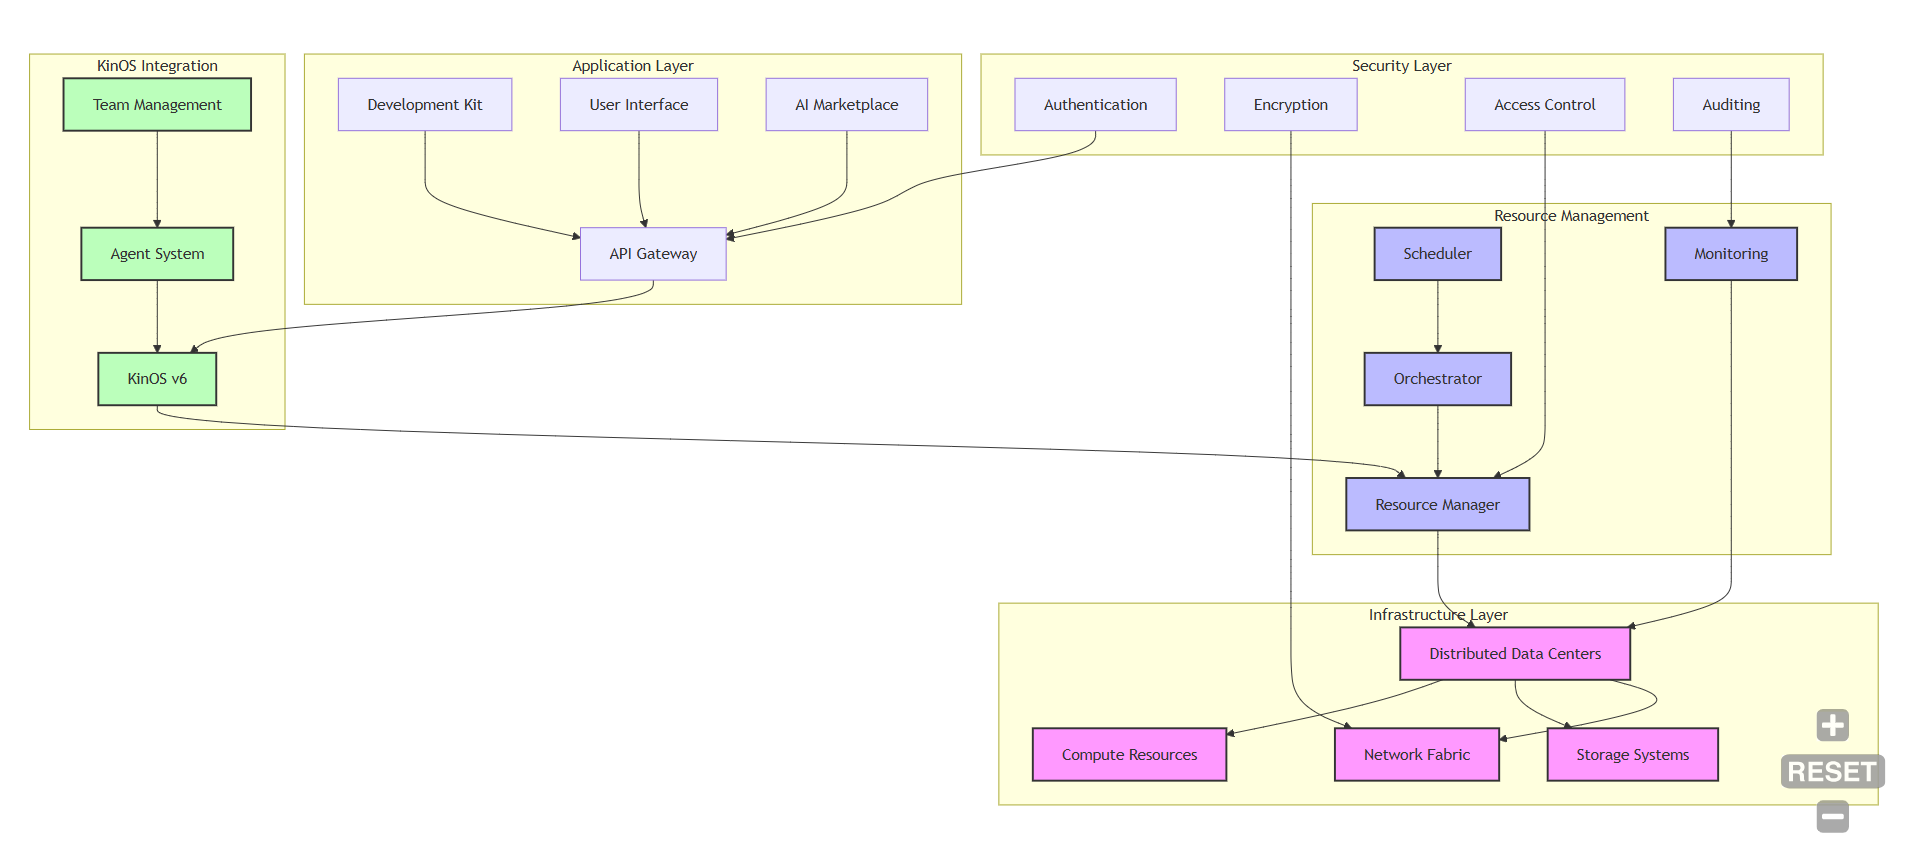 KinOS Integration
Team Management
Agent System
KinOS v6
Application Layer
Development Kit
User Interface
AI Marketplace
API Gateway
Security Layer
Authentication
Encryption
Access Control
Auditing
Resource Management
Scheduler
Monitoring
Orchestrator
Resource Manager
Infrastructure Layer
Distributed Data Centers
Compute Resources
Network Fabric
Storage Systems
RESET